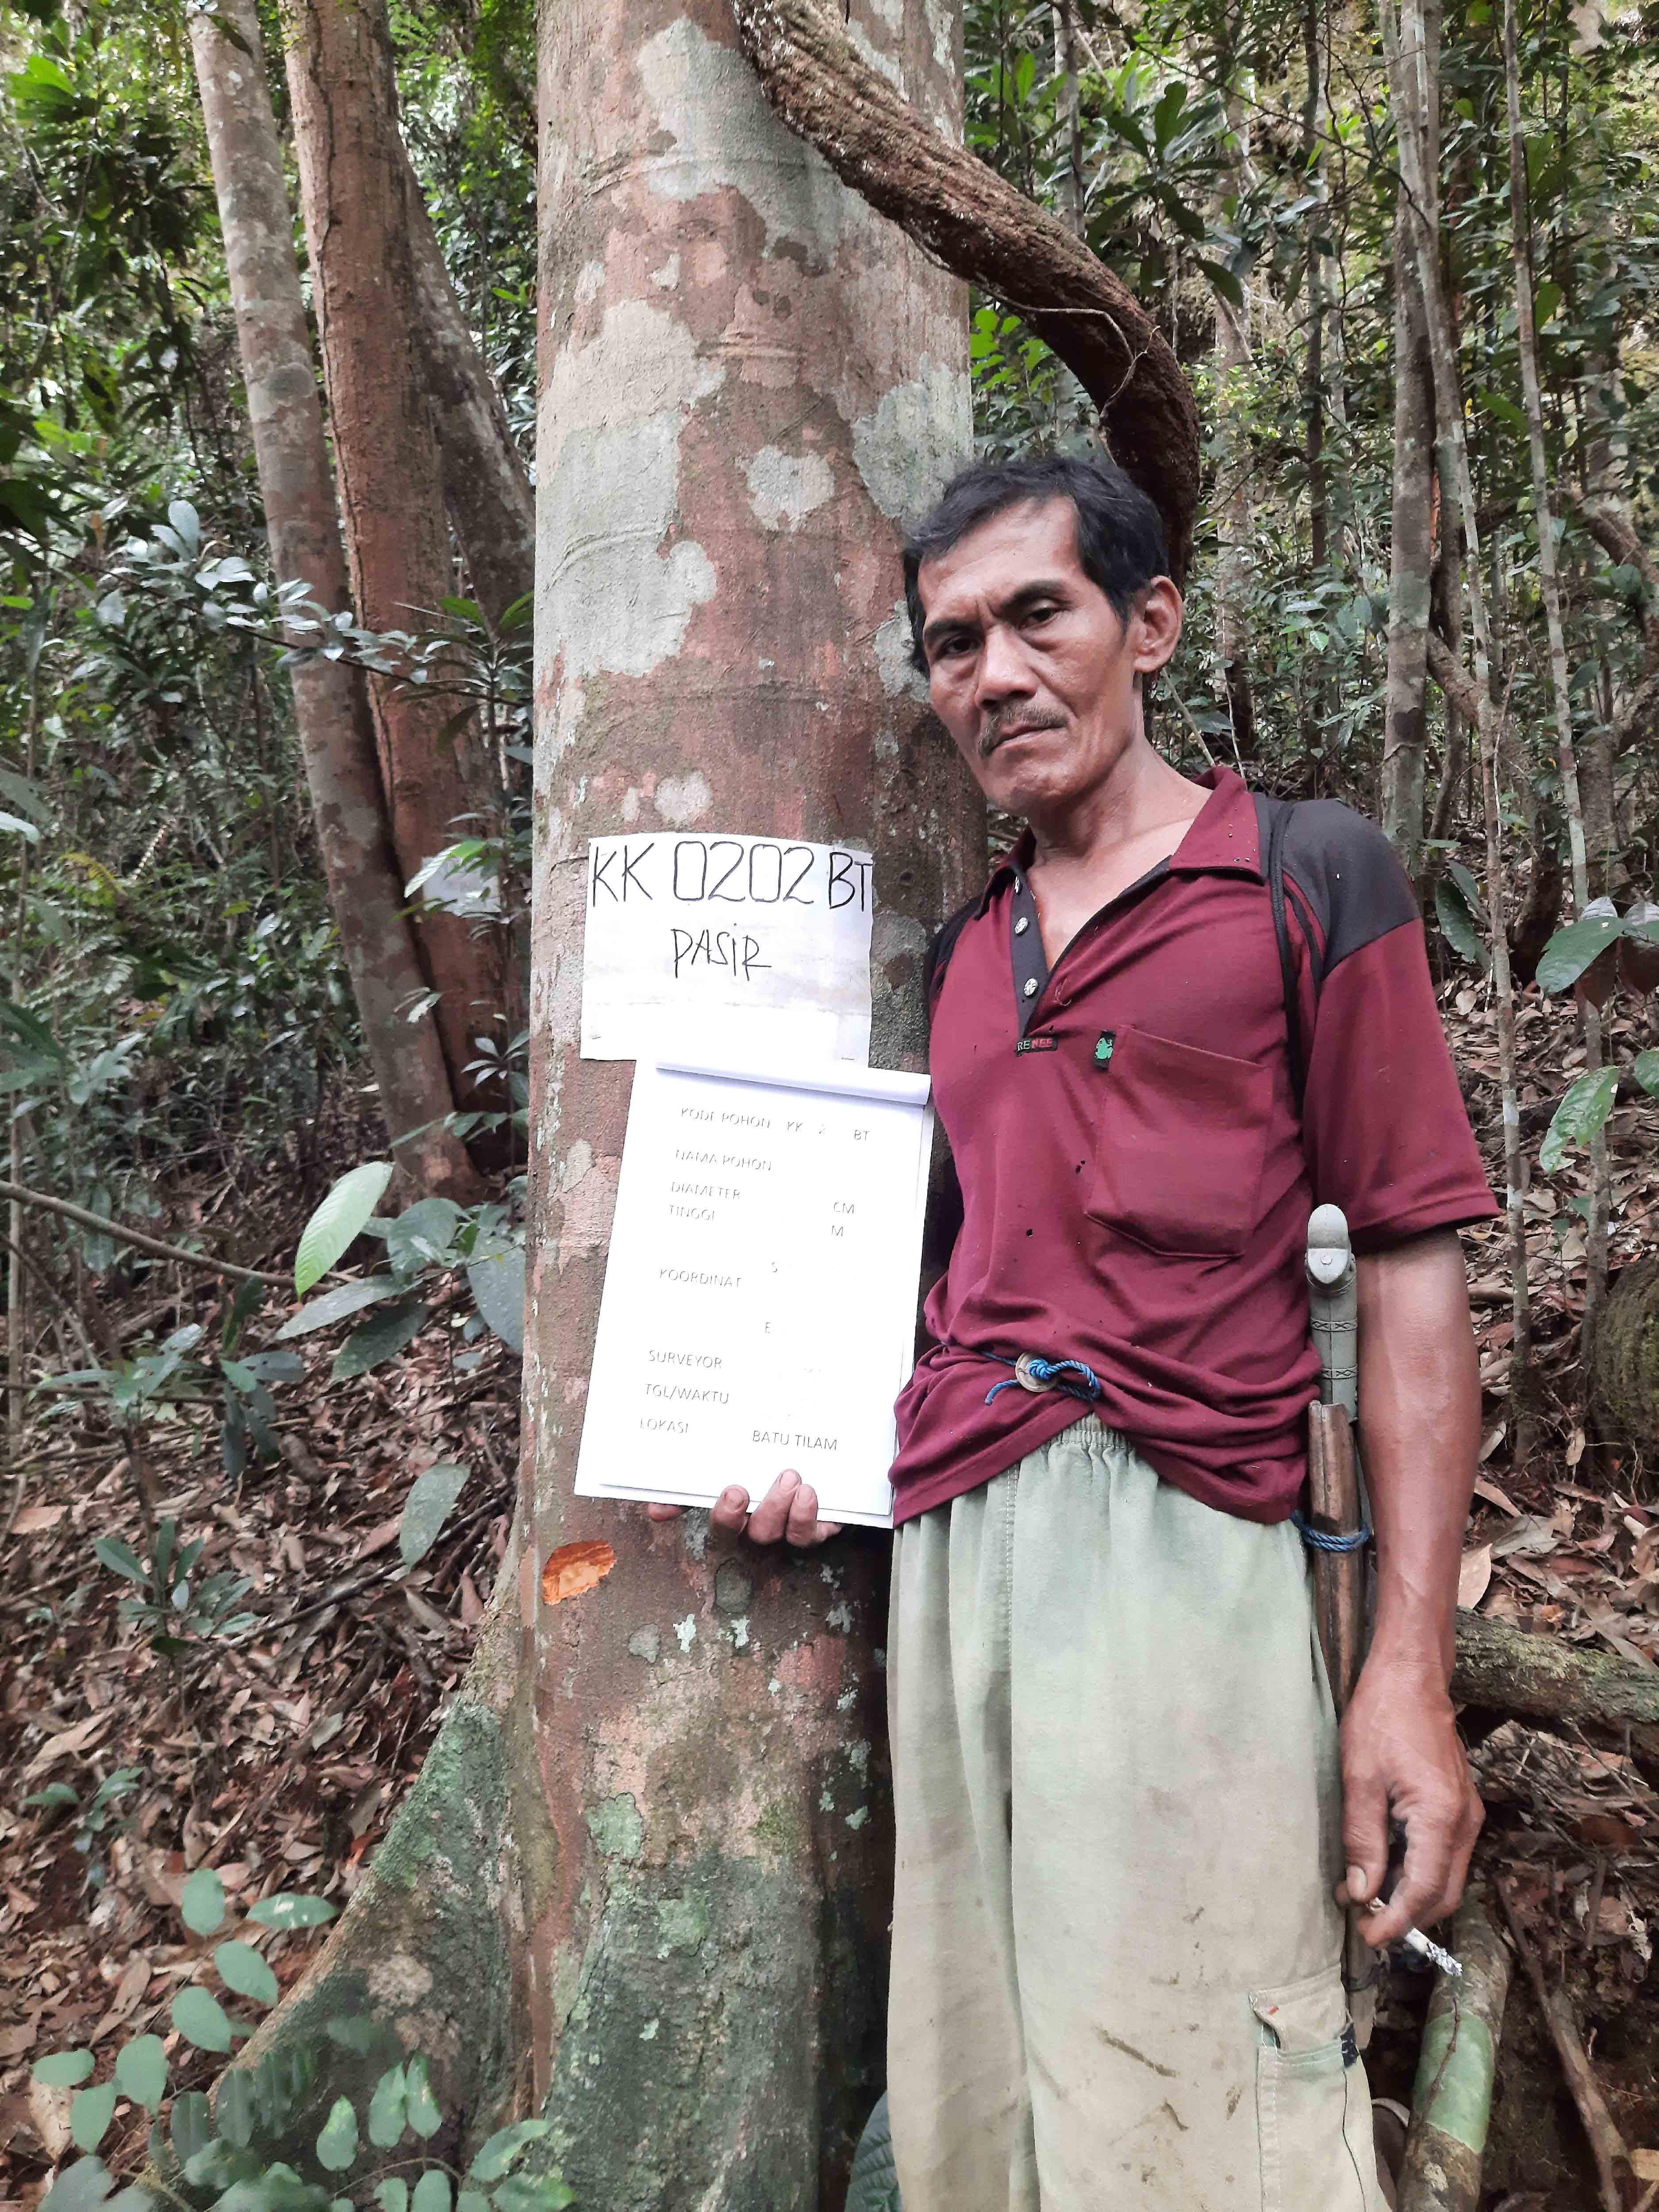 KK 0202 BT
PASIR
KODE POHON KK 2 BT
NAMA POHON
DIAMETER CM
TINGGI M
S
KOORDINAT
E
SURVEYOR
TGL/WAKTU
LOKASI BATU TILAM
RENEE